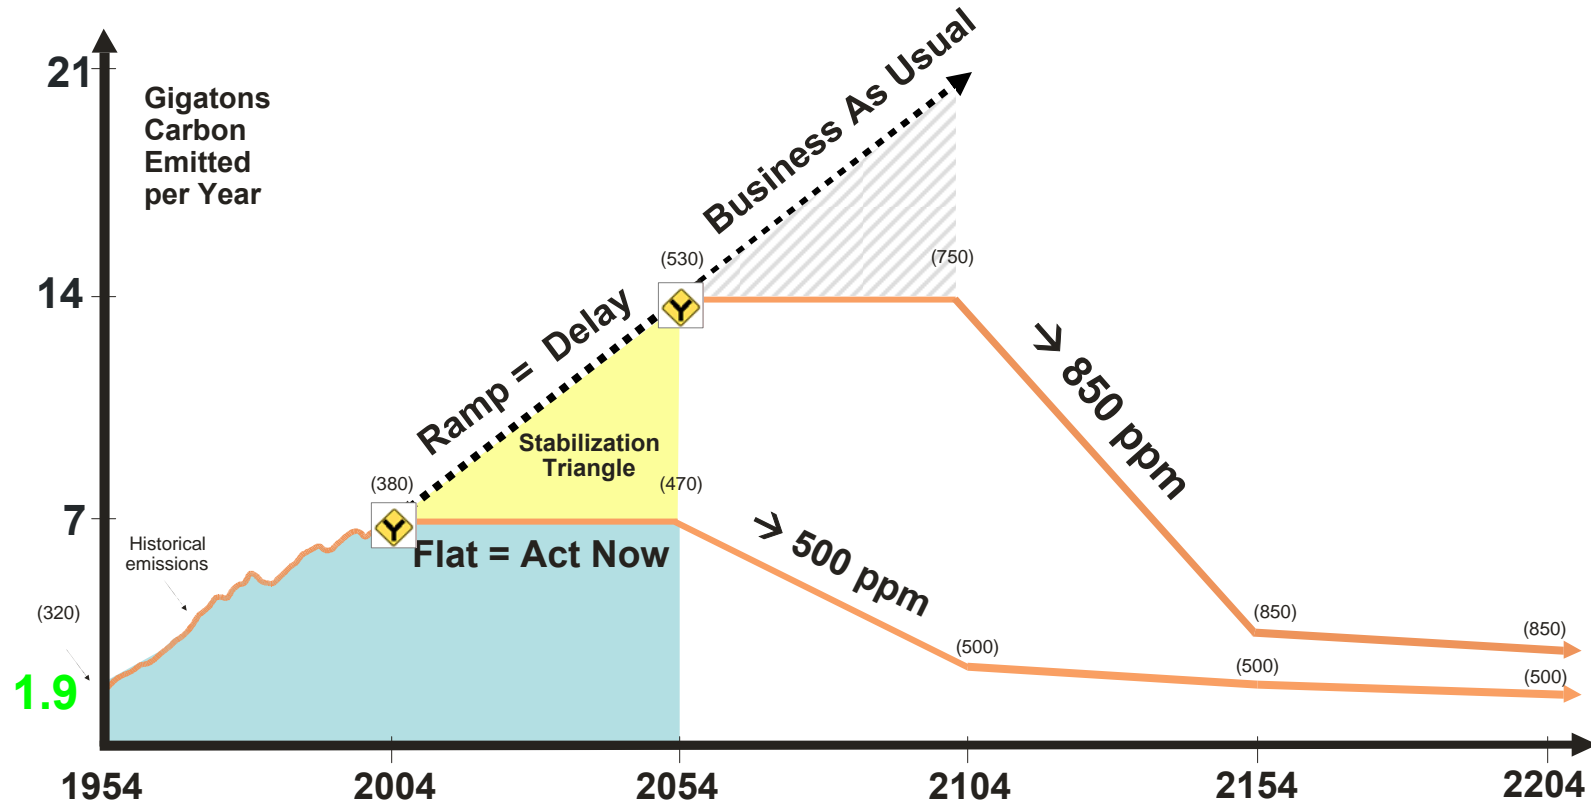 21
Gigatons
Carbon
Emitted
per Year
Business As Usual
(530)
(750)
14
Ramp = Delay
→ 850 ppm
Stabilization
Triangle
(380)
(470)
7
Historical
emissions
Flat = Act Now
→ 500 ppm
(320)
(850)
(850)
(500)
(500)
(500)
1.9
1954
2004
2054
2104
2154
2204